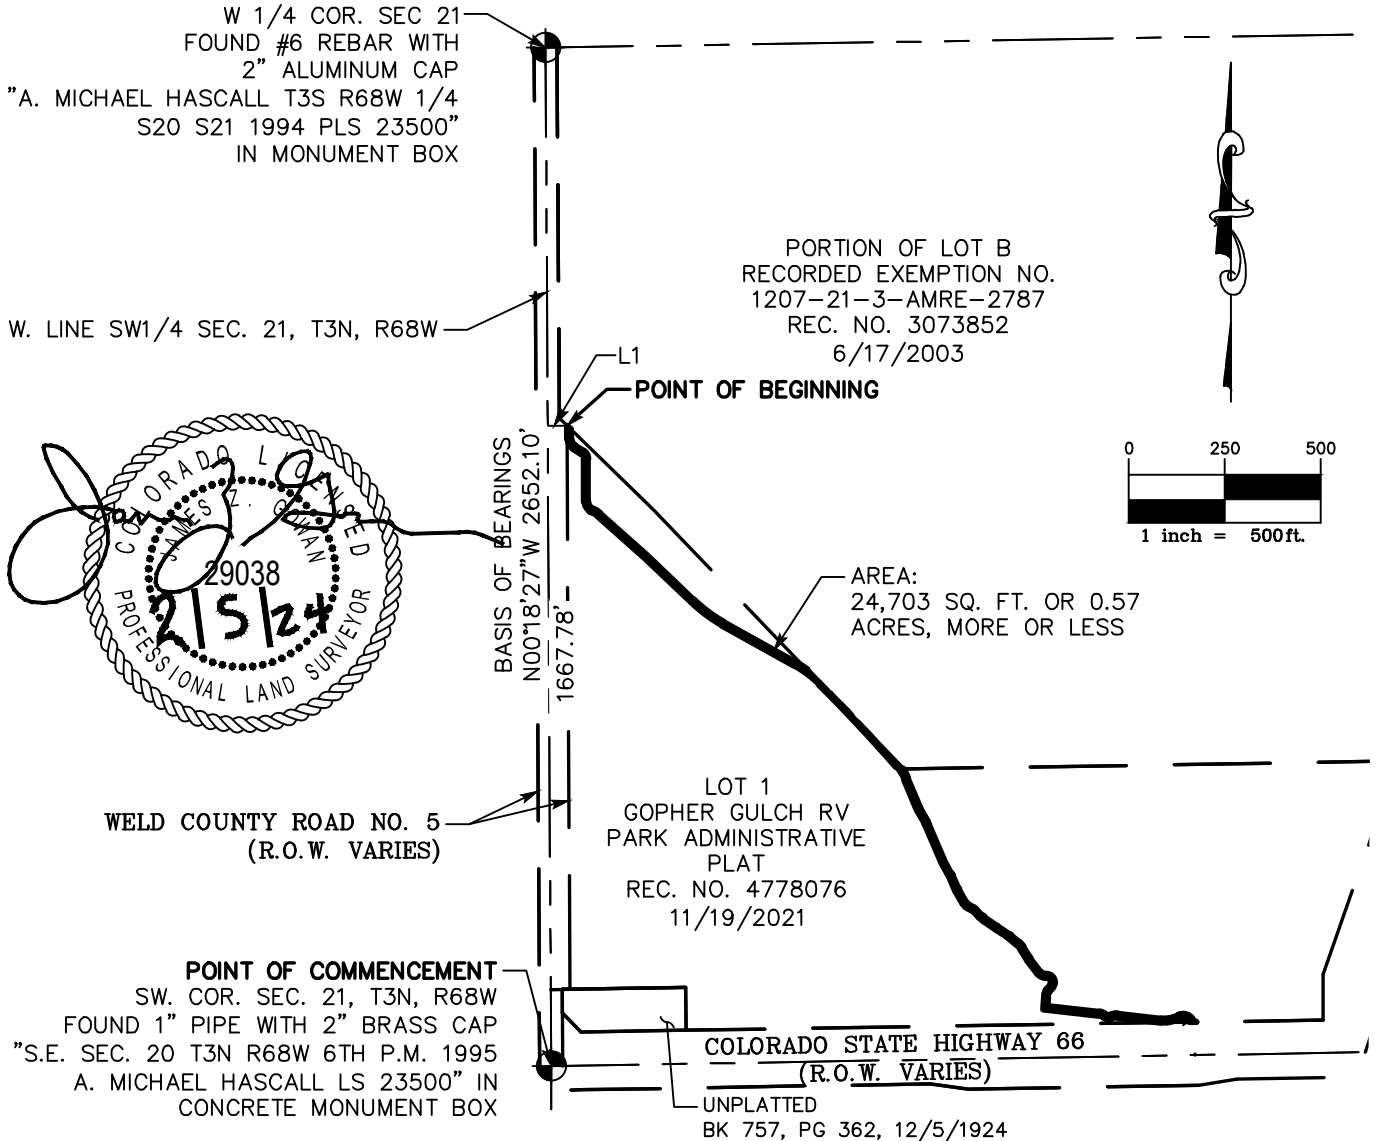 W 1/4 COR. SEC 21
FOUND #6 REBAR WITH
2" ALUMINUM CAP
"A. MICHAEL HASCALL T3S R68W 1/4
S20 S21 1994 PLS 23500"
IN MONUMENT BOX
PORTION OF LOT B
RECORDED EXEMPTION NO.
1207-21-3-AMRE-2787
REC. NO. 3073852
6/17/2003
W. LINE SW1/4 SEC. 21, T3N, R68W
L1
POINT OF BEGINNING
0 250 500
1 inch = 500ft.
COLORADO LICENSED
JAMES Z. GOWAN
29038
2/5/24
PROFESSIONAL LAND SURVEYOR
BASIS OF BEARINGS
N00°18'27"W 2652.10'
1667.78'
AREA:
24,703 SQ. FT. OR 0.57
ACRES, MORE OR LESS
LOT 1
GOPHER GULCH RV
PARK ADMINISTRATIVE
PLAT
REC. NO. 4778076
11/19/2021
WELD COUNTY ROAD NO. 5
(R.O.W. VARIES)
POINT OF COMMENCEMENT
SW. COR. SEC. 21, T3N, R68W
FOUND 1" PIPE WITH 2" BRASS CAP
"S.E. SEC. 20 T3N R68W 6TH P.M. 1995
A. MICHAEL HASCALL LS 23500" IN
CONCRETE MONUMENT BOX
COLORADO STATE HIGHWAY 66
(R.O.W. VARIES)
UNPLATTED
BK 757, PG 362, 12/5/1924